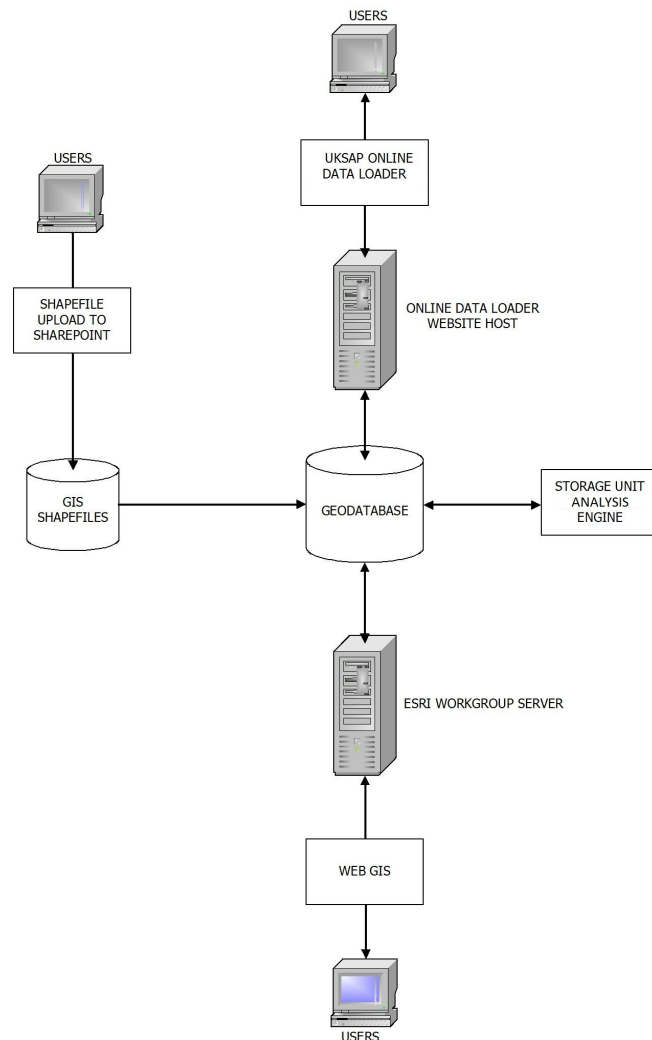 USERS
USERS
UKSAP ONLINE
DATA LOADER
SHAPEFILE
UPLOAD TO
SHAREPOINT
ONLINE DATA LOADER
WEBSITE HOST
GIS
SHAPEFILES
GEODATABASE
STORAGE UNIT
ANALYSIS
ENGINE
ESRI WORKGROUP SERVER
WEB GIS
USERS